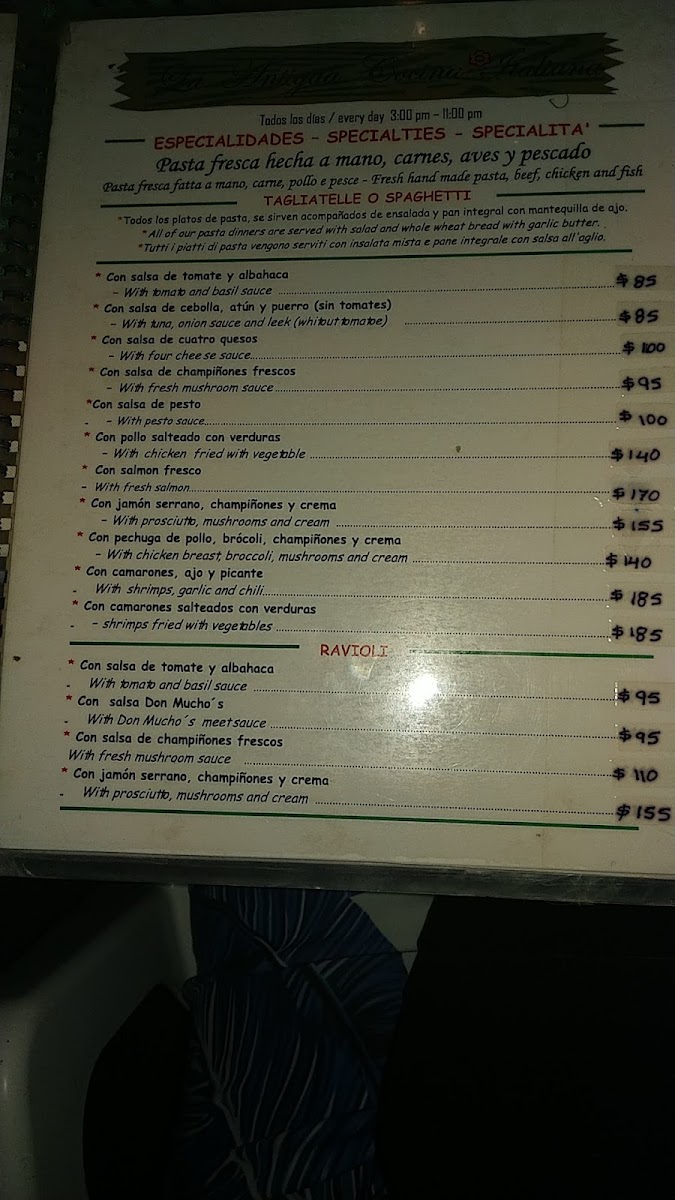 La Antigua Cocina Italiana
Todos los días / every day 3:00 pm – 11:00 pm
ESPECIALIDADES - SPECIALTIES - SPECIALITA'
Pasta fresca hecha a mano, carnes, aves y pescado
Pasta fresca fatta a mano, carne, pollo e pesce - Fresh hand made pasta, beef, chicken and fish
TAGLIATELLE O SPAGHETTI
*Todos los platos de pasta, se sirven acompañados de ensalada y pan integral con mantequilla de ajo.
*All of our pasta dinners are served with salad and whole wheat bread with garlic butter.
*Tutti i piatti di pasta vengono serviti con insalata mista e pane integrale con salsa all'aglio.
* Con salsa de tomate y albahaca
– With tomato and basil sauce ........ $ 85
* Con salsa de cebolla, atún y puerro (sin tomates)
– With tuna, onion sauce and leek (whitout tomatoe) ........ $ 85
* Con salsa de cuatro quesos
– With four cheese sauce........ $ 100
* Con salsa de champiñones frescos
– With fresh mushroom sauce........ $ 95
*Con salsa de pesto
- – With pesto sauce........ $ 100
* Con pollo salteado con verduras
– With chicken fried with vegetable ........ $ 140
* Con salmon fresco
– With fresh salmon........ $ 170
* Con jamón serrano, champiñones y crema
– With prosciutto, mushrooms and cream ........ $ 155
* Con pechuga de pollo, brócoli, champiñones y crema
– With chicken breast, broccoli, mushrooms and cream ........ $ 140
* Con camarones, ajo y picante
- With shrimps, garlic and chili........ $ 185
* Con camarones salteados con verduras
- – shrimps fried with vegetables ........ $ 185
RAVIOLI
* Con salsa de tomate y albahaca
- With tomato and basil sauce ........ $ 95
* Con salsa Don Mucho´s
- With Don Mucho´s meet sauce ........ $ 95
* Con salsa de champiñones frescos
With fresh mushroom sauce ........ $ 110
* Con jamón serrano, champiñones y crema
- With prosciutto, mushrooms and cream ........ $ 155